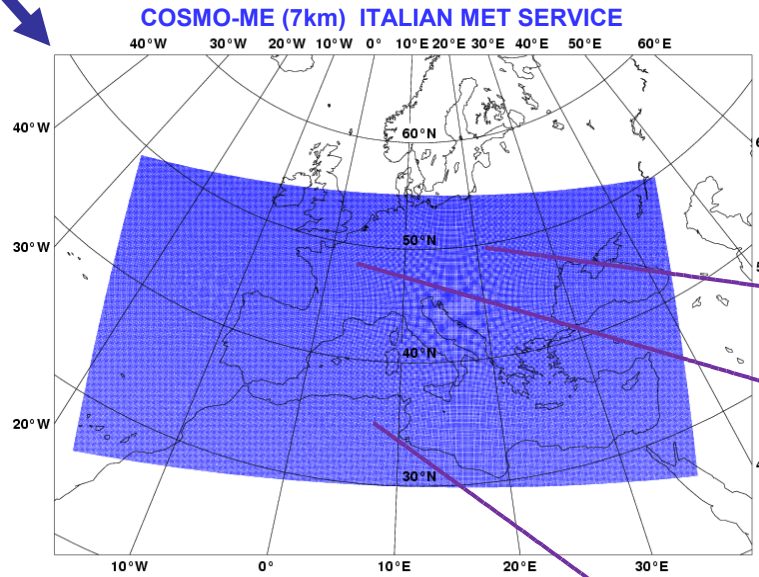 COSMO-ME (7km) ITALIAN MET SERVICE
40°W 30°W 20°W 10°W 0° 10°E 20°E 30°E 40°E 50°E 60°E
40°W
60°N
30°W
50°N
40°N
20°W
30°N
10°W 0° 10°E 20°E 30°E